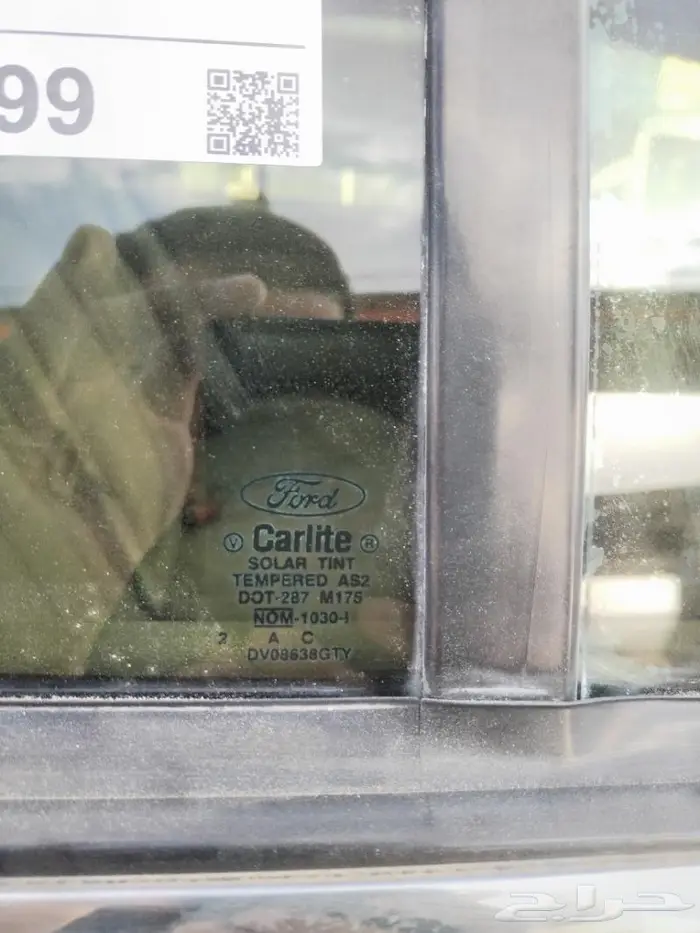 99
Ford
V Carlite R
SOLAR TINT
TEMPERED AS2
DOT-287 M175
NOM-1030-I
2 A C
DV08638GTY
حراج